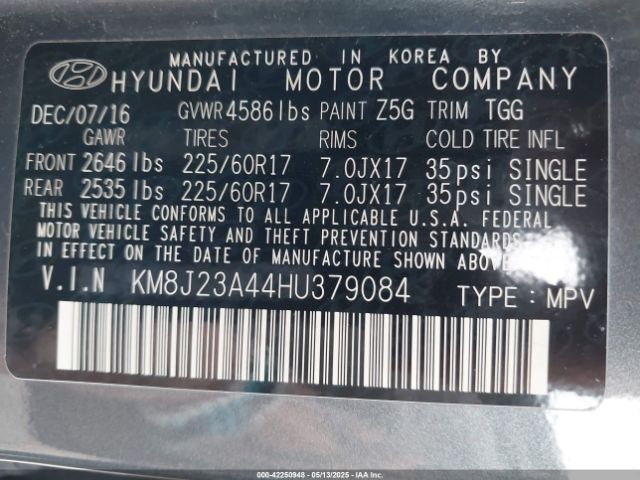 MANUFACTURED IN KOREA BY
HYUNDAI MOTOR COMPANY
DEC/07/16 GVWR 4586 lbs PAINT Z5G TRIM TGG
GAWR TIRES RIMS COLD TIRE INFL
FRONT 2646 lbs 225/60R17 7.0JX17 35psi SINGLE
REAR 2535 lbs 225/60R17 7.0JX17 35psi SINGLE
THIS VEHICLE CONFORMS TO ALL APPLICABLE U.S.A. FEDERAL
MOTOR VEHICLE SAFETY AND THEFT PREVENTION STANDARDS
IN EFFECT ON THE DATE OF MANUFACTURE SHOWN ABOVE.
V.I.N KM8J23A44HU379084 TYPE : MPV
000-42250948 - 05/13/2025 - COPYRIGHT IAA, LLC.